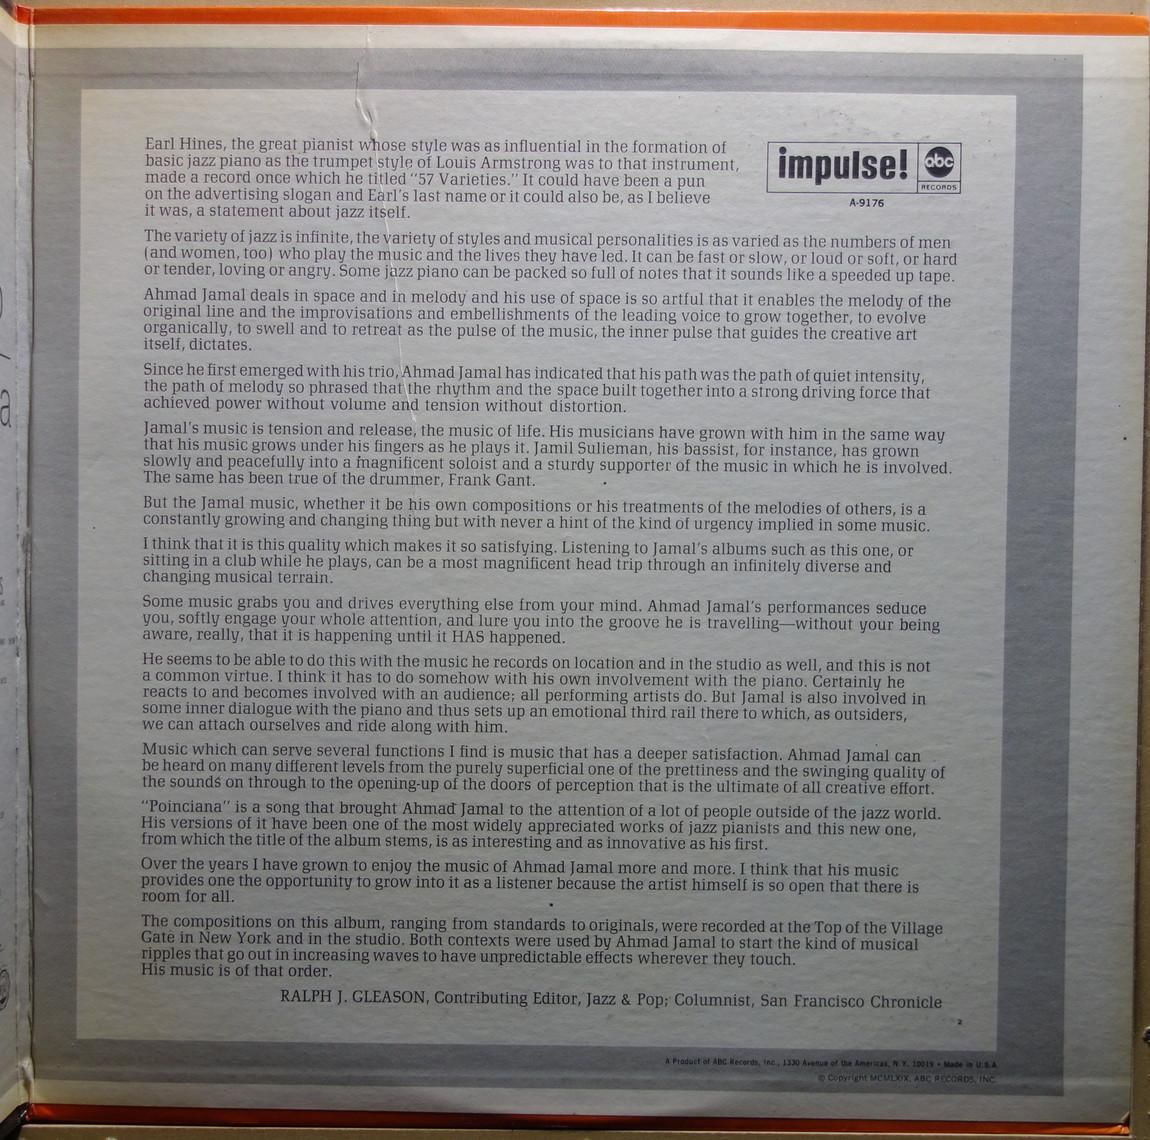 Earl Hines, the great pianist whose style was as influential in the formation of
basic jazz piano as the trumpet style of Louis Armstrong was to that instrument,
made a record once which he titled "57 Varieties." It could have been a pun
on the advertising slogan and Earl's last name or it could also be, as I believe
it was, a statement about jazz itself.
impulse!
abc
RECORDS
A-9176
The variety of jazz is infinite, the variety of styles and musical personalities is as varied as the numbers of men
(and women, too) who play the music and the lives they have led. It can be fast or slow, or loud or soft, or hard
or tender, loving or angry. Some jazz piano can be packed so full of notes that it sounds like a speeded up tape.
Ahmad Jamal deals in space and in melody and his use of space is so artful that it enables the melody of the
original line and the improvisations and embellishments of the leading voice to grow together, to evolve
organically, to swell and to retreat as the pulse of the music, the inner pulse that guides the creative art
itself, dictates.
Since he first emerged with his trio, Ahmad Jamal has indicated that his path was the path of quiet intensity,
the path of melody so phrased that the rhythm and the space built together into a strong driving force that
achieved power without volume and tension without distortion.
Jamal's music is tension and release, the music of life. His musicians have grown with him in the same way
that his music grows under his fingers as he plays it. Jamil Sulieman, his bassist, for instance, has grown
slowly and peacefully into a magnificent soloist and a sturdy supporter of the music in which he is involved.
The same has been true of the drummer, Frank Gant.
But the Jamal music, whether it be his own compositions or his treatments of the melodies of others, is a
constantly growing and changing thing but with never a hint of the kind of urgency implied in some music.
I think that it is this quality which makes it so satisfying. Listening to Jamal's albums such as this one, or
sitting in a club while he plays, can be a most magnificent head trip through an infinitely diverse and
changing musical terrain.
Some music grabs you and drives everything else from your mind. Ahmad Jamal's performances seduce
you, softly engage your whole attention, and lure you into the groove he is travelling—without your being
aware, really, that it is happening until it HAS happened.
He seems to be able to do this with the music he records on location and in the studio as well, and this is not
a common virtue. I think it has to do somehow with his own involvement with the piano. Certainly he
reacts to and becomes involved with an audience; all performing artists do. But Jamal is also involved in
some inner dialogue with the piano and thus sets up an emotional third rail there to which, as outsiders,
we can attach ourselves and ride along with him.
Music which can serve several functions I find is music that has a deeper satisfaction. Ahmad Jamal can
be heard on many different levels from the purely superficial one of the prettiness and the swinging quality of
the sounds on through to the opening-up of the doors of perception that is the ultimate of all creative effort.
"Poinciana" is a song that brought Ahmad Jamal to the attention of a lot of people outside of the jazz world.
His versions of it have been one of the most widely appreciated works of jazz pianists and this new one,
from which the title of the album stems, is as interesting and as innovative as his first.
Over the years I have grown to enjoy the music of Ahmad Jamal more and more. I think that his music
provides one the opportunity to grow into it as a listener because the artist himself is so open that there is
room for all.
The compositions on this album, ranging from standards to originals, were recorded at the Top of the Village
Gate in New York and in the studio. Both contexts were used by Ahmad Jamal to start the kind of musical
ripples that go out in increasing waves to have unpredictable effects wherever they touch.
His music is of that order.
RALPH J. GLEASON, Contributing Editor, Jazz & Pop; Columnist, San Francisco Chronicle
2
A Product of ABC Records, Inc., 1330 Avenue of the Americas, N.Y. 10019 • Made in U.S.A.
© Copyright MCMLXIX, ABC RECORDS, INC.